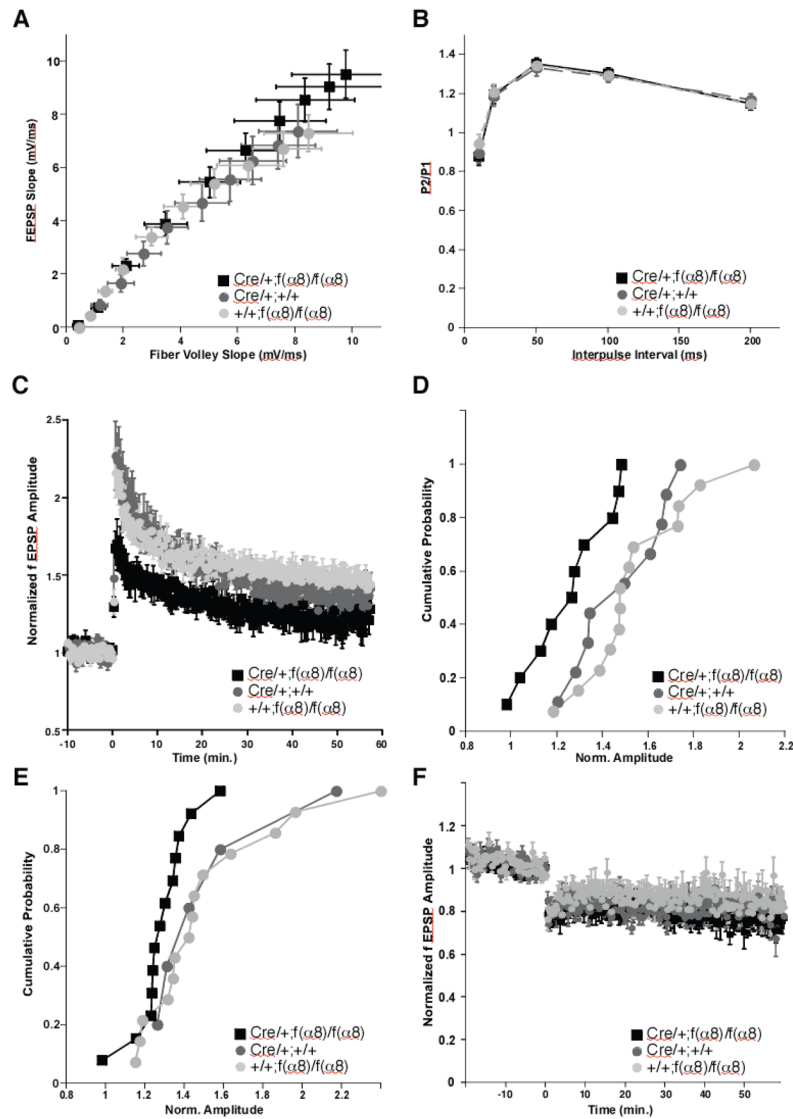 A
FEPSP Slope (mV/ms)
10
8
6
4
2
0
0
2
4
6
8
10
Fiber Volley Slope (mV/ms)
Cre/+;f(α8)/f(α8)
Cre/+;+/+
+/+;f(α8)/f(α8)
B
P2/P1
1.4
1.2
1
0.8
0.6
0.4
0.2
0
0
50
100
150
200
Interpulse Interval (ms)
Cre/+;f(α8)/f(α8)
Cre/+;+/+
+/+;f(α8)/f(α8)
C
Normalized f EPSP Amplitude
2.5
2
1.5
1
0.5
-10
0
10
20
30
40
50
60
Time (min.)
Cre/+;f(α8)/f(α8)
Cre/+;+/+
+/+;f(α8)/f(α8)
D
Cumulative Probability
1
0.8
0.6
0.4
0.2
0
0.8
1
1.2
1.4
1.6
1.8
2
2.2
Norm. Amplitude
Cre/+;f(α8)/f(α8)
Cre/+;+/+
+/+;f(α8)/f(α8)
E
Cumulative Probability
1
0.8
0.6
0.4
0.2
0
0.8
1
1.2
1.4
1.6
1.8
2
2.2
Norm. Amplitude
Cre/+;f(α8)/f(α8)
Cre/+;+/+
+/+;f(α8)/f(α8)
F
Normalized f EPSP Amplitude
1.2
1
0.8
0.6
0.4
0.2
0
0
10
20
30
40
50
Time (min.)
Cre/+;f(α8)/f(α8)
Cre/+;+/+
+/+;f(α8)/f(α8)